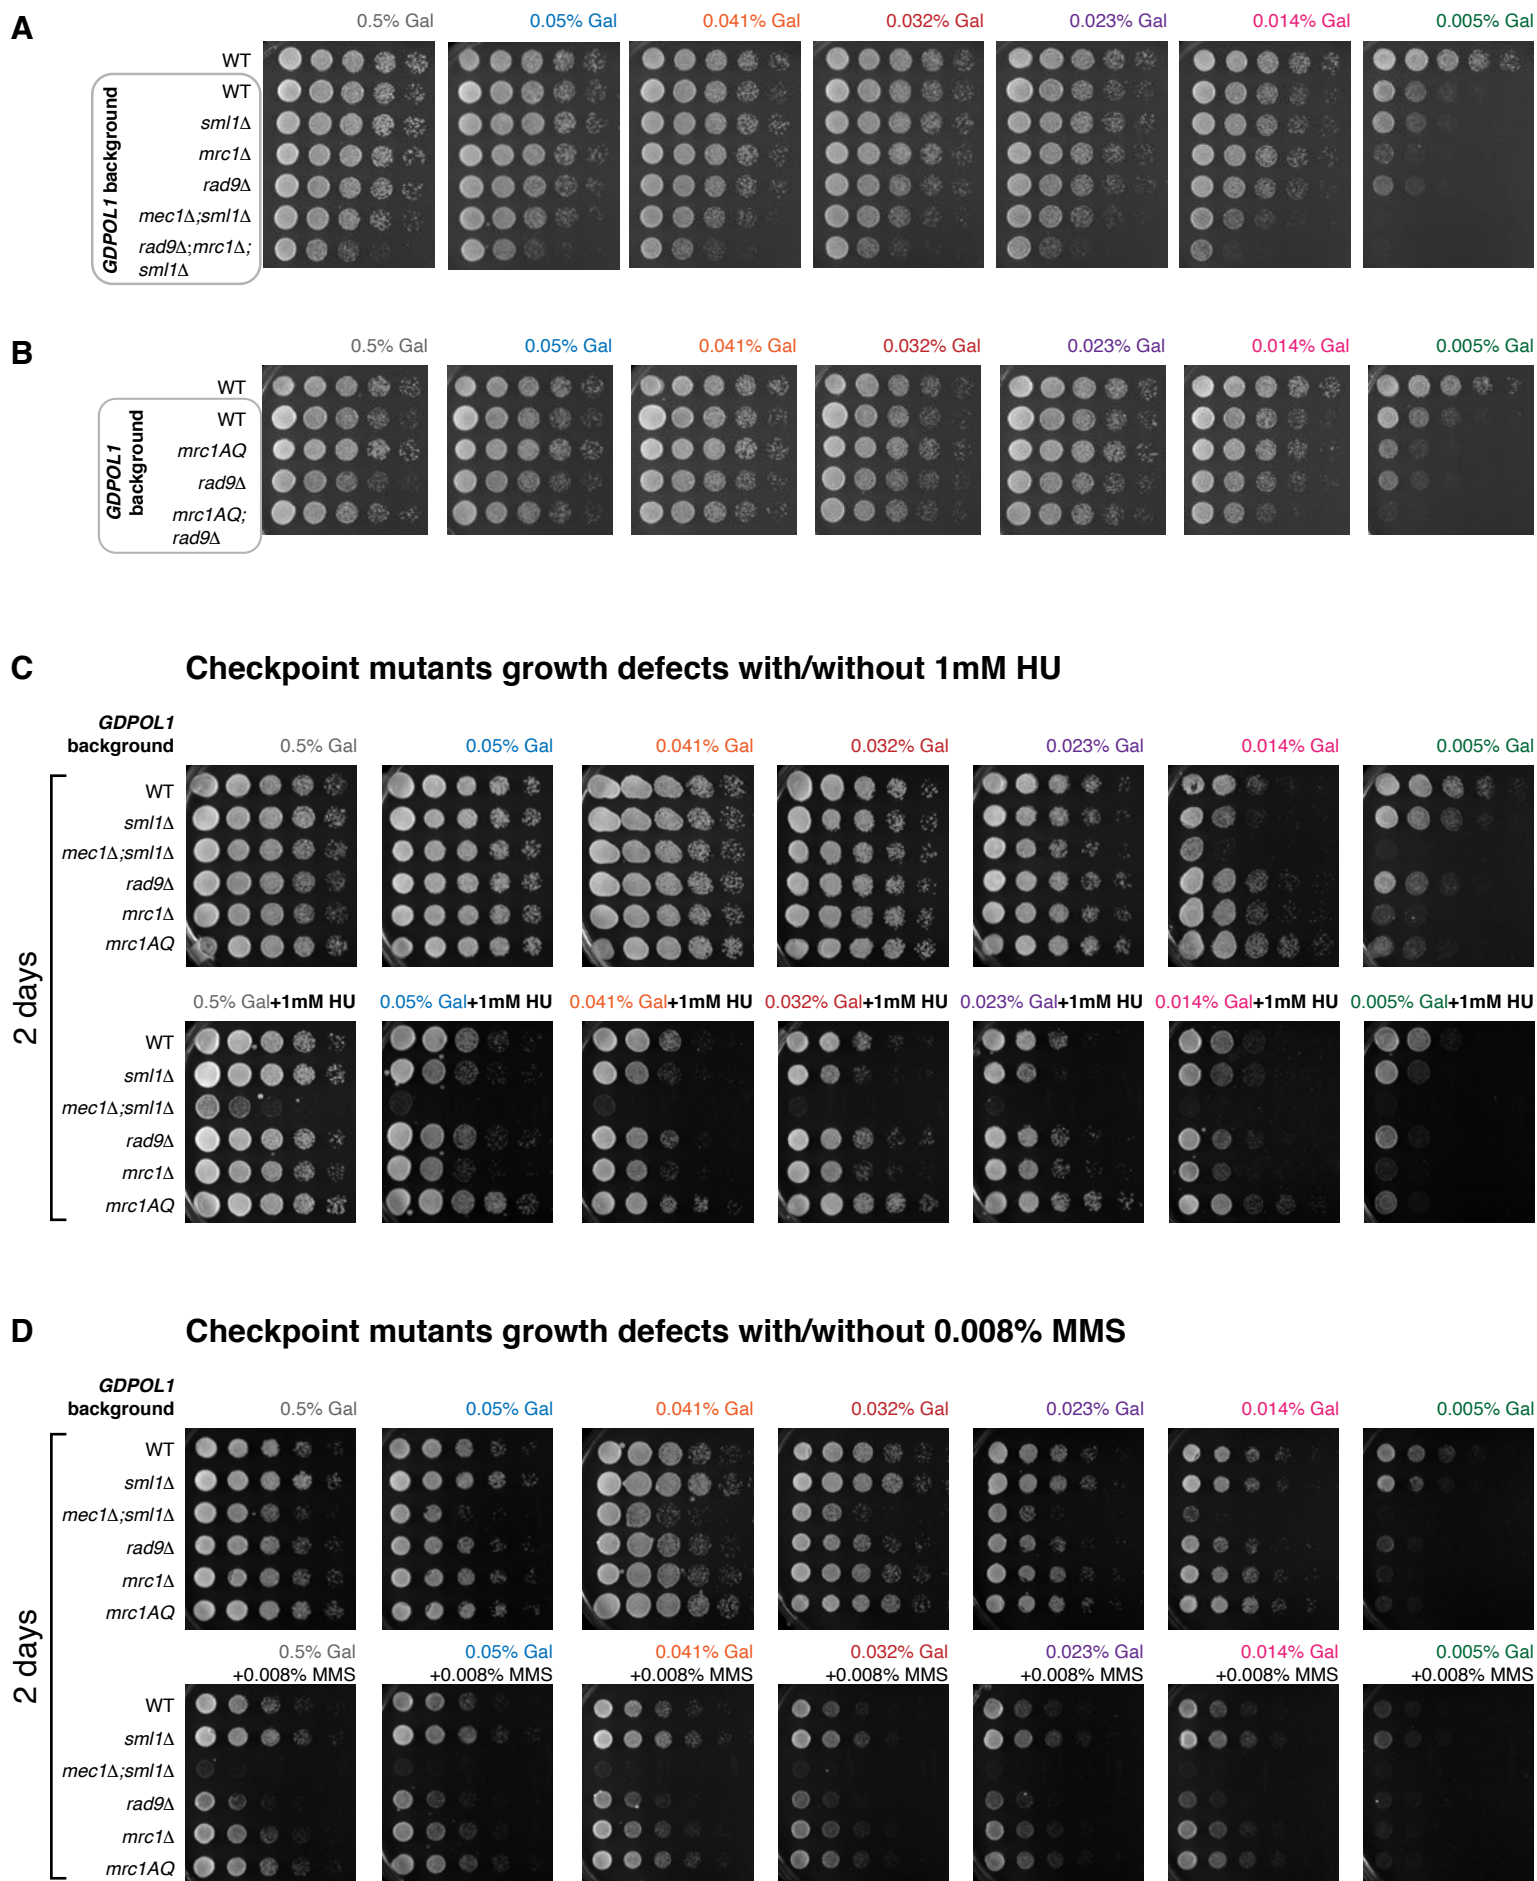 A
0.5% Gal 0.05% Gal 0.041% Gal 0.032% Gal 0.023% Gal 0.014% Gal 0.005% Gal
WT
GDPOL1 background
WT
sml1Δ
mrc1Δ
rad9Δ
mec1Δ;sml1Δ
rad9Δ;mrc1Δ;
sml1Δ
B
0.5% Gal 0.05% Gal 0.041% Gal 0.032% Gal 0.023% Gal 0.014% Gal 0.005% Gal
WT
GDPOL1
background
WT
mrc1AQ
rad9Δ
mrc1AQ;
rad9Δ
C Checkpoint mutants growth defects with/without 1mM HU
GDPOL1
background
0.5% Gal 0.05% Gal 0.041% Gal 0.032% Gal 0.023% Gal 0.014% Gal 0.005% Gal
2 days
WT
sml1Δ
mec1Δ;sml1Δ
rad9Δ
mrc1Δ
mrc1AQ
0.5% Gal+1mM HU 0.05% Gal+1mM HU 0.041% Gal+1mM HU 0.032% Gal+1mM HU 0.023% Gal+1mM HU 0.014% Gal+1mM HU 0.005% Gal+1mM HU
WT
sml1Δ
mec1Δ;sml1Δ
rad9Δ
mrc1Δ
mrc1AQ
D Checkpoint mutants growth defects with/without 0.008% MMS
GDPOL1
background
0.5% Gal 0.05% Gal 0.041% Gal 0.032% Gal 0.023% Gal 0.014% Gal 0.005% Gal
2 days
WT
sml1Δ
mec1Δ;sml1Δ
rad9Δ
mrc1Δ
mrc1AQ
0.5% Gal 0.05% Gal 0.041% Gal 0.032% Gal 0.023% Gal 0.014% Gal 0.005% Gal
+0.008% MMS +0.008% MMS +0.008% MMS +0.008% MMS +0.008% MMS +0.008% MMS +0.008% MMS
WT
sml1Δ
mec1Δ;sml1Δ
rad9Δ
mrc1Δ
mrc1AQ